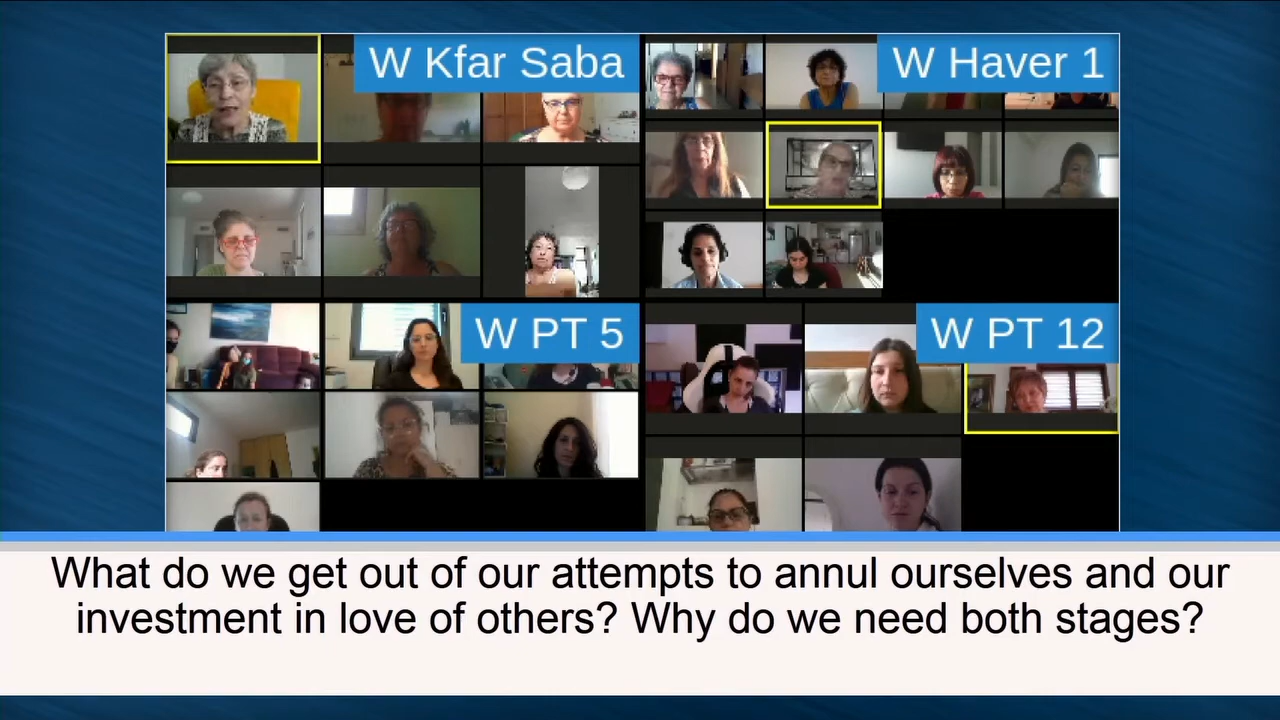 W Kfar Saba
W Haver 1
W PT 5
W PT 12
What do we get out of our attempts to annul ourselves and our
investment in love of others? Why do we need both stages?